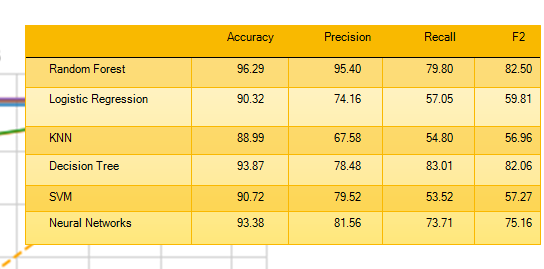 Accuracy Precision Recall F2
Random Forest 96.29 95.40 79.80 82.50
Logistic Regression 90.32 74.16 57.05 59.81
KNN 88.99 67.58 54.80 56.96
Decision Tree 93.87 78.48 83.01 82.06
SVM 90.72 79.52 53.52 57.27
Neural Networks 93.38 81.56 73.71 75.16